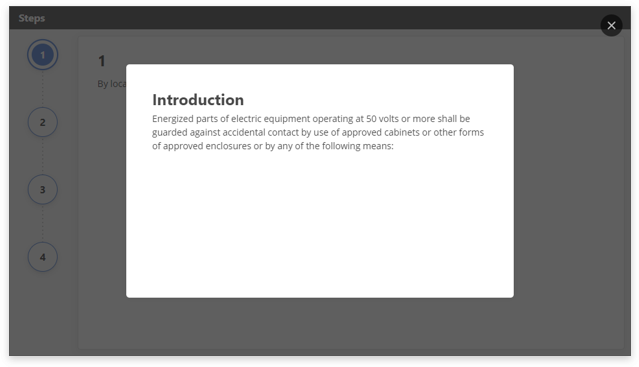 Steps
1
1
By loca
Introduction
Energized parts of electric equipment operating at 50 volts or more shall be
guarded against accidental contact by use of approved cabinets or other forms
of approved enclosures or by any of the following means:
2
3
4